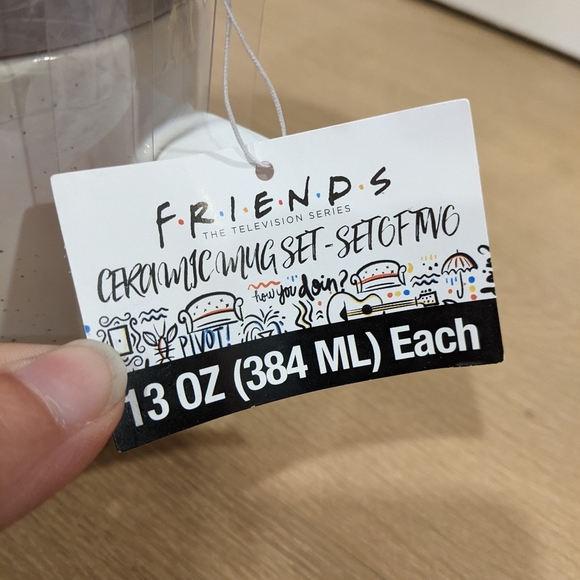 F·R·I·E·N·D·S
THE TELEVISION SERIES
CERAMIC MUG SET - SET OF TWO
how you doin?
PIVOT!
13 OZ (384 ML) Each